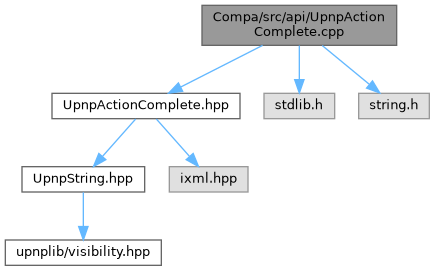 Compa/src/api/UpnpAction
Complete.cpp
UpnpActionComplete.hpp
stdlib.h
string.h
UpnpString.hpp
ixml.hpp
upnplib/visibility.hpp